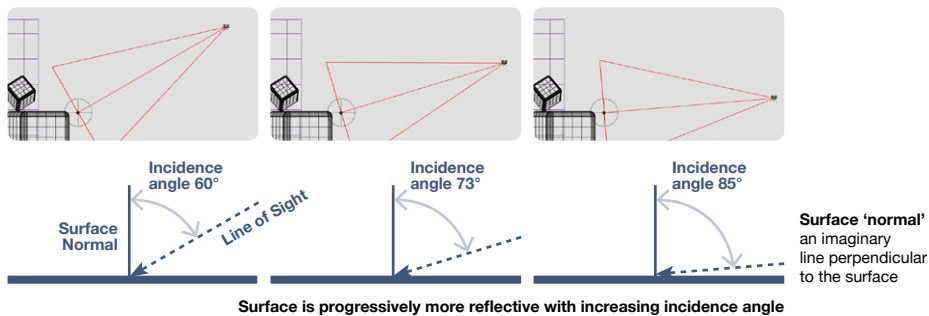 Incidence
angle 60°
Surface
Normal
Line of Sight
Incidence
angle 73°
Incidence
angle 85°
Surface ‘normal’
an imaginary
line perpendicular
to the surface
Surface is progressively more reflective with increasing incidence angle